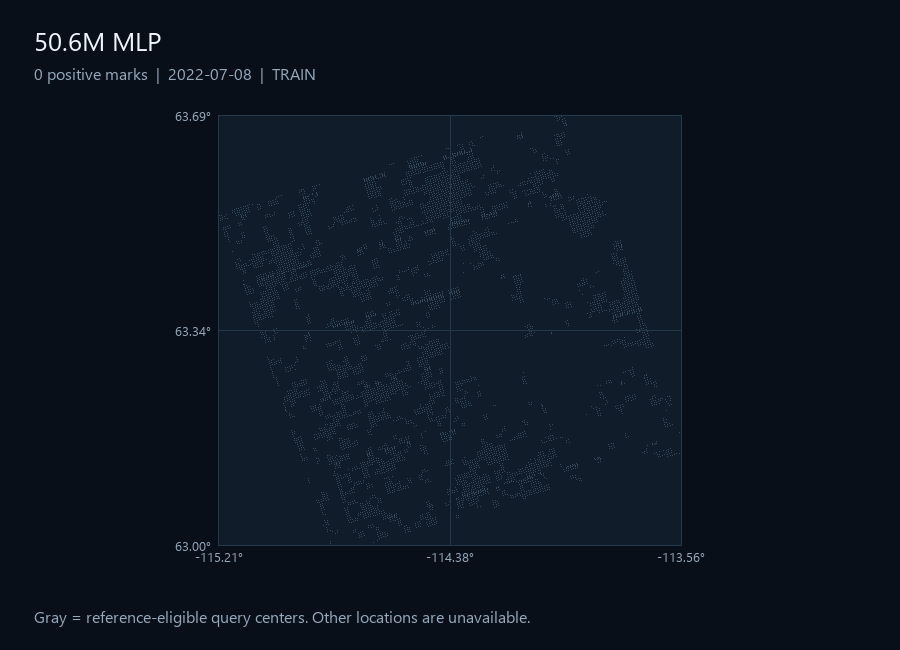 50.6M MLP
0 positive marks | 2022-07-08 | TRAIN
63.69°
63.34°
63.00°
-115.21°
-114.38°
-113.56°
Gray = reference-eligible query centers. Other locations are unavailable.